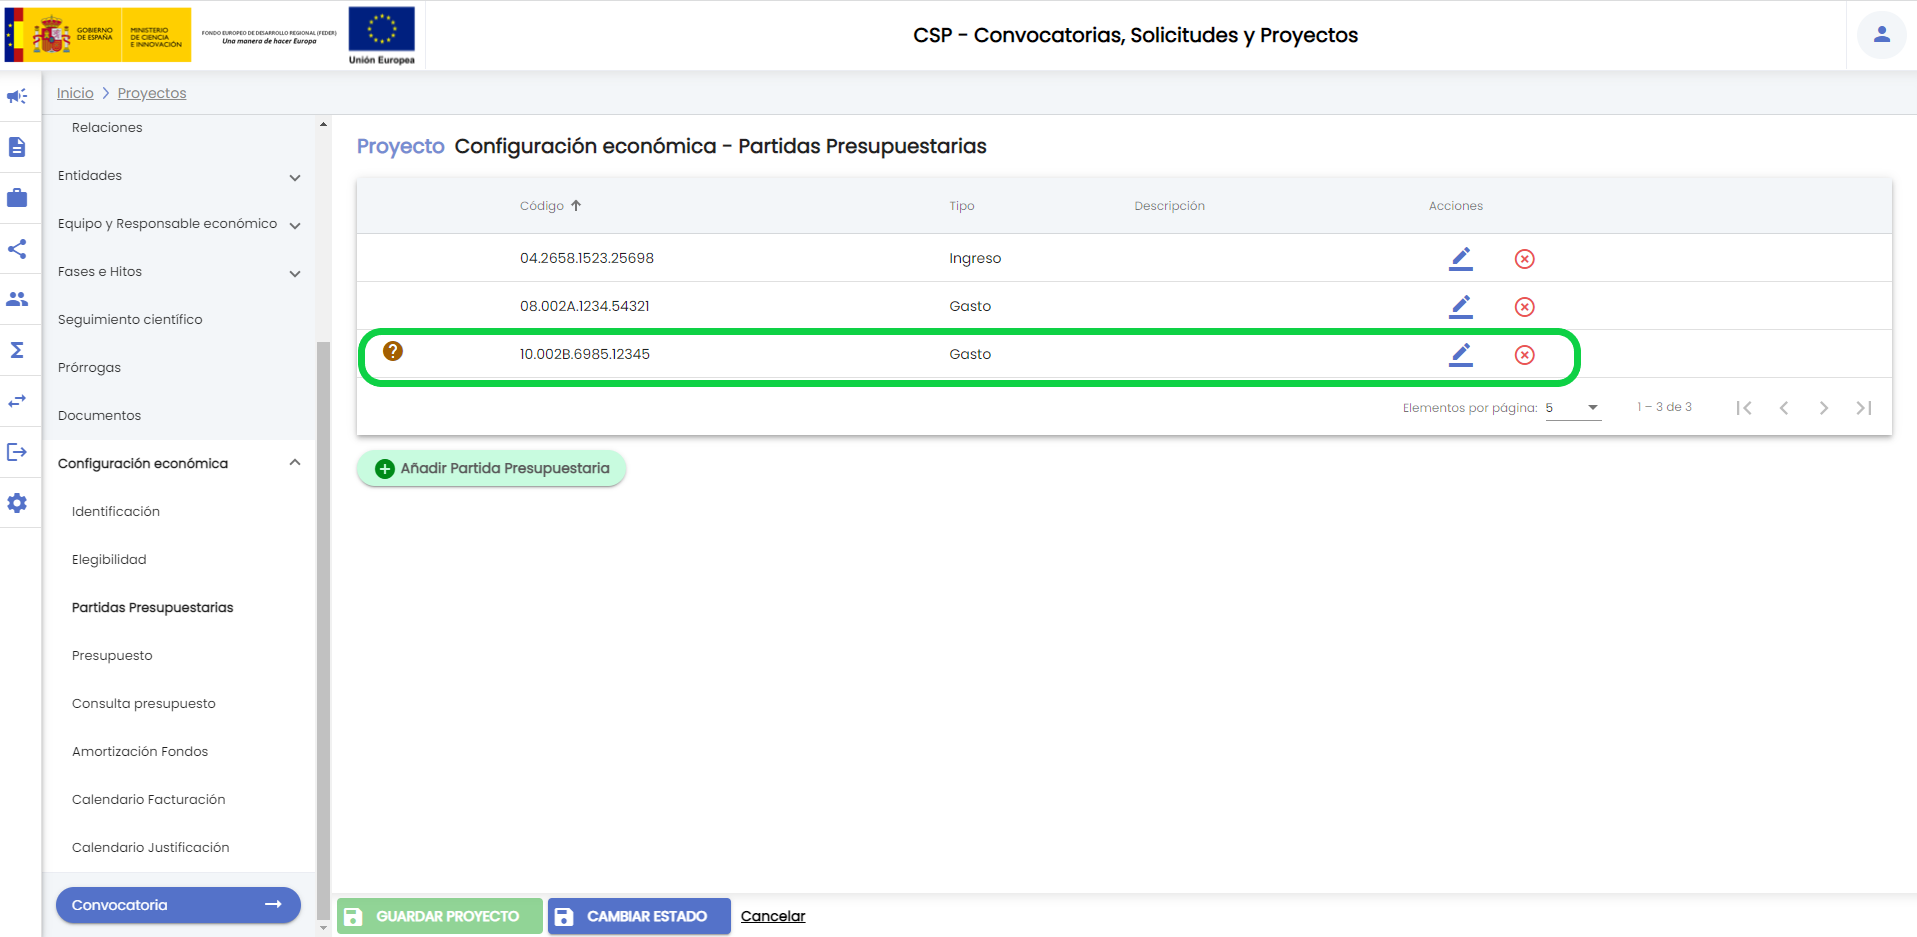 GOBIERNO
DE ESPAÑA
MINISTERIO
DE CIENCIA
E INNOVACIÓN
FONDO EUROPEO DE DESARROLLO REGIONAL (FEDER)
Una manera de hacer Europa
Unión Europea
CSP - Convocatorias, Solicitudes y Proyectos
Inicio > Proyectos
Relaciones
Entidades
Equipo y Responsable económico
Fases e Hitos
Seguimiento científico
Prórrogas
Documentos
Configuración económica
Identificación
Elegibilidad
Partidas Presupuestarias
Presupuesto
Consulta presupuesto
Amortización Fondos
Calendario Facturación
Calendario Justificación
Convocatoria →
Proyecto Configuración económica - Partidas Presupuestarias
Código ↑ Tipo Descripción Acciones
04.2658.1523.25698 Ingreso
08.002A.1234.54321 Gasto
? 10.002B.6985.12345 Gasto
Elementos por página: 5 1 – 3 de 3
Añadir Partida Presupuestaria
GUARDAR PROYECTO CAMBIAR ESTADO Cancelar